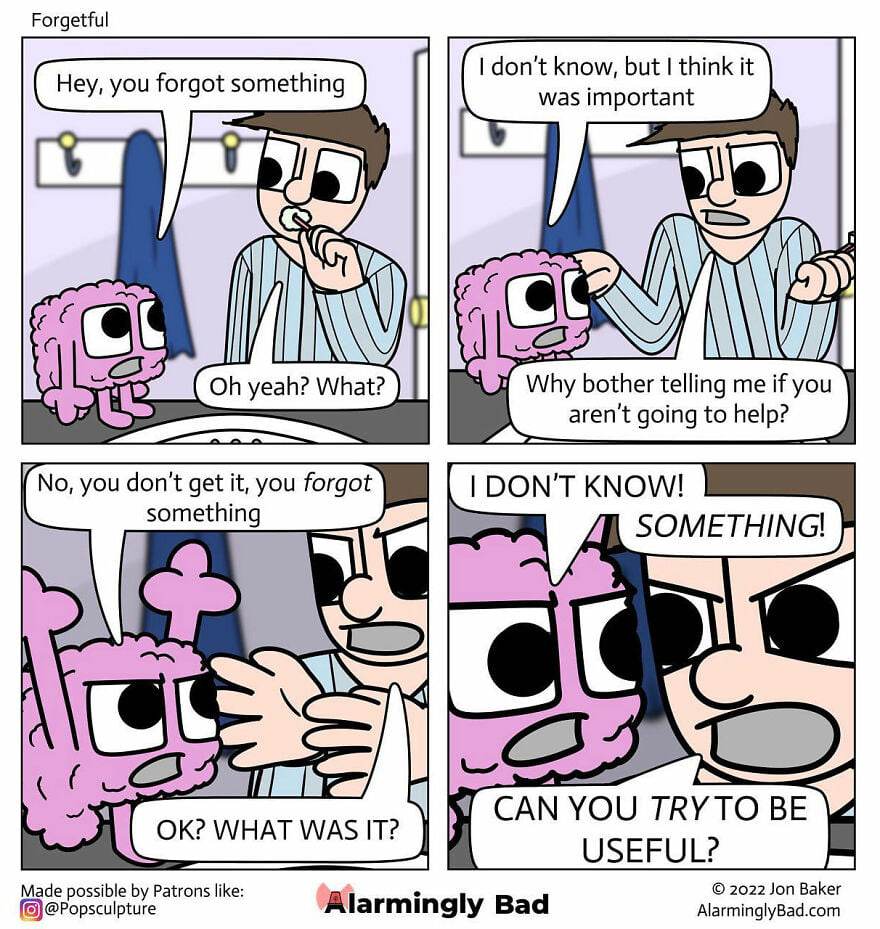 Forgetful
Hey, you forgot something
Oh yeah? What?
I don't know, but I think it
was important
Why bother telling me if you
aren't going to help?
No, you don't get it, you forgot
something
OK? WHAT WAS IT?
I DON'T KNOW!
SOMETHING!
CAN YOU TRY TO BE
USEFUL?
Made possible by Patrons like:
@Popsculpture
Alarmingly Bad
© 2022 Jon Baker
AlarminglyBad.com